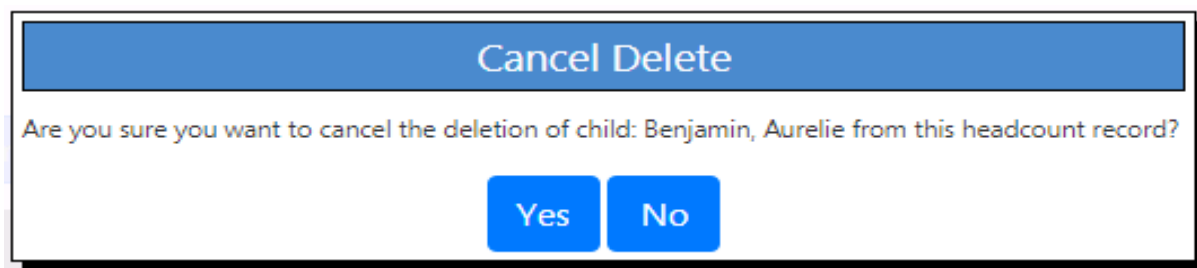 Cancel Delete
Are you sure you want to cancel the deletion of child: Benjamin, Aurelie from this headcount record?
Yes No